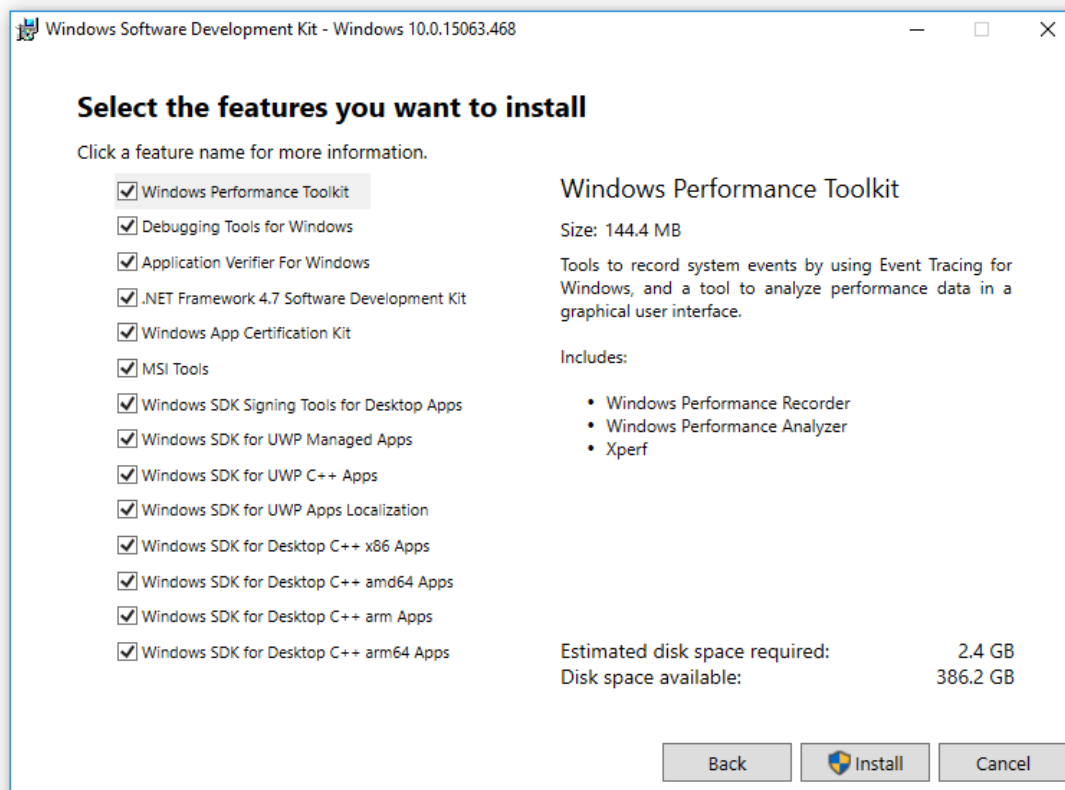 Windows Software Development Kit - Windows 10.0.15063.468
Select the features you want to install
Click a feature name for more information.
Windows Performance Toolkit
Debugging Tools for Windows
Application Verifier For Windows
.NET Framework 4.7 Software Development Kit
Windows App Certification Kit
MSI Tools
Windows SDK Signing Tools for Desktop Apps
Windows SDK for UWP Managed Apps
Windows SDK for UWP C++ Apps
Windows SDK for UWP Apps Localization
Windows SDK for Desktop C++ x86 Apps
Windows SDK for Desktop C++ amd64 Apps
Windows SDK for Desktop C++ arm Apps
Windows SDK for Desktop C++ arm64 Apps
Windows Performance Toolkit
Size: 144.4 MB
Tools to record system events by using Event Tracing for
Windows, and a tool to analyze performance data in a
graphical user interface.
Includes:
• Windows Performance Recorder
• Windows Performance Analyzer
• Xperf
Estimated disk space required: 2.4 GB
Disk space available: 386.2 GB
Back Install Cancel